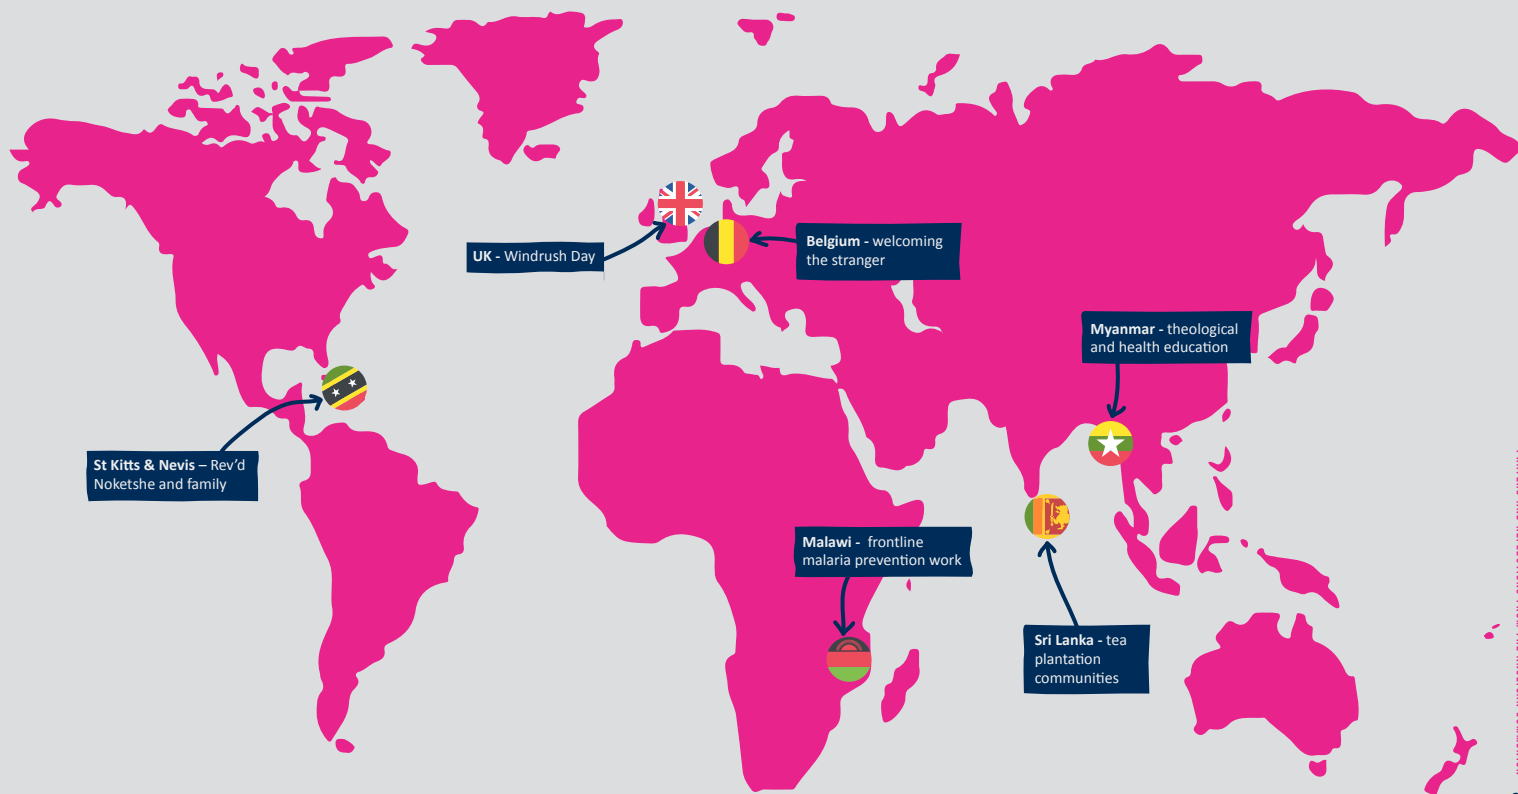 UK - Windrush Day
Belgium - welcoming
the stranger
Myanmar - theological
and health education
St Kitts & Nevis – Rev'd
Noketshe and family
Malawi - frontline
malaria prevention work
Sri Lanka - tea
plantation
communities